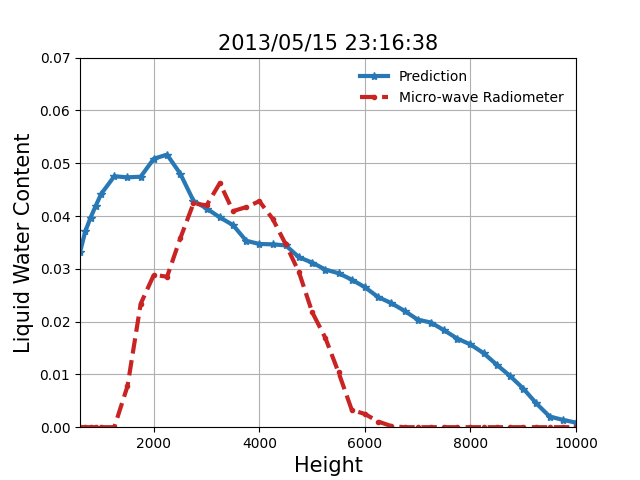 2013/05/15 23:16:38
0.07
0.06
0.05
0.04
0.03
0.02
0.01
0.00
Liquid Water Content
Prediction
Micro-wave Radiometer
2000 4000 6000 8000 10000
Height